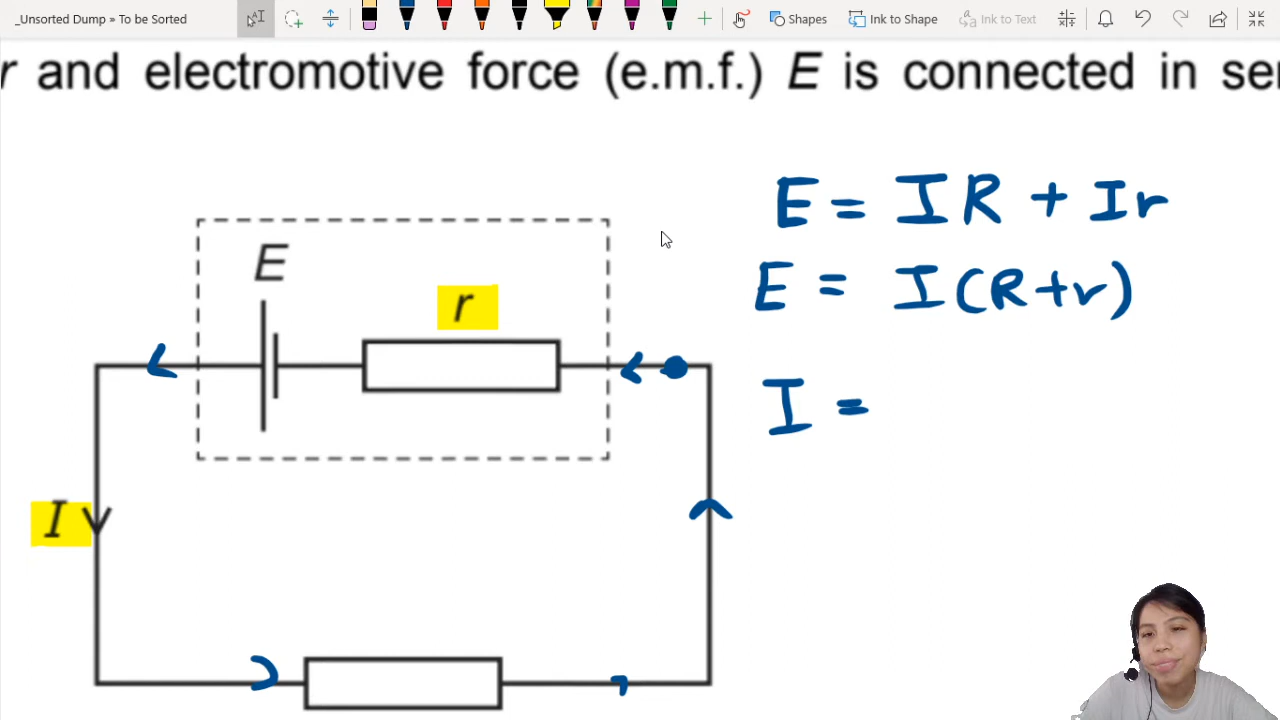 _Unsorted Dump » To be Sorted
Shapes
Ink to Shape
Ink to Text
r and electromotive force (e.m.f.) E is connected in
E = IR + Ir
E
r
E = I(R+r)
I =
I